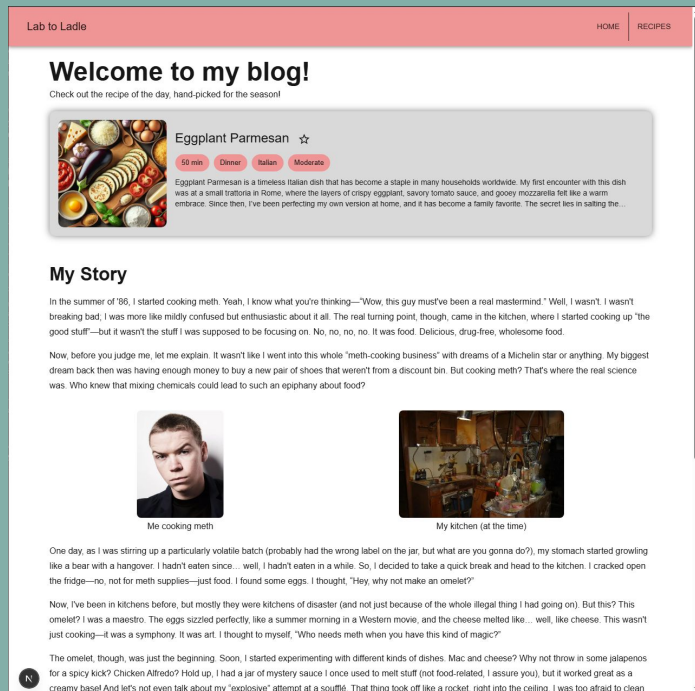 Lab to Ladle
HOME
RECIPES
Welcome to my blog!
Check out the recipe of the day, hand-picked for the season!
Eggplant Parmesan ☆
50 min
Dinner
Italian
Moderate
Eggplant Parmesan is a timeless Italian dish that has become a staple in many households worldwide. My first encounter with this dish
was at a small trattoria in Rome, where the layers of crispy eggplant, savory tomato sauce, and gooey mozzarella felt like a warm
embrace. Since then, I've been perfecting my own version at home, and it has become a family favorite. The secret lies in salting the...
My Story
In the summer of '86, I started cooking meth. Yeah, I know what you're thinking—"Wow, this guy must've been a real mastermind." Well, I wasn't. I wasn't
breaking bad; I was more like mildly confused but enthusiastic about it all. The real turning point, though, came in the kitchen, where I started cooking up "the
good stuff"—but it wasn't the stuff I was supposed to be focusing on. No, no, no, no. It was food. Delicious, drug-free, wholesome food.
Now, before you judge me, let me explain. It wasn't like I went into this whole "meth-cooking business" with dreams of a Michelin star or anything. My biggest
dream back then was having enough money to buy a new pair of shoes that weren't from a discount bin. But cooking meth? That's where the real science
was. Who knew that mixing chemicals could lead to such an epiphany about food?
Me cooking meth
My kitchen (at the time)
One day, as I was stirring up a particularly volatile batch (probably had the wrong label on the jar, but what are you gonna do?), my stomach started growling
like a bear with a hangover. I hadn't eaten since... well, I hadn't eaten in a while. So, I decided to take a quick break and head to the kitchen. I cracked open
the fridge—no, not for meth supplies—just food. I found some eggs. I thought, "Hey, why not make an omelet?"
Now, I've been in kitchens before, but mostly they were kitchens of disaster (and not just because of the whole illegal thing I had going on). But this? This
omelet? I was a maestro. The eggs sizzled perfectly, like a summer morning in a Western movie, and the cheese melted like... well, like cheese. This wasn't
just cooking—it was a symphony. It was art. I thought to myself, "Who needs meth when you have this kind of magic?"
The omelet, though, was just the beginning. Soon, I started experimenting with different kinds of dishes. Mac and cheese? Why not throw in some jalapenos
for a spicy kick? Chicken Alfredo? Hold up, I had a jar of mystery sauce I once used to melt stuff (not food-related, I assure you), but it worked great as a
creamy base! And let's not even talk about my "explosive" attempt at a soufflé. That thing took off like a rocket, right into the ceiling. I was too afraid to clean
N